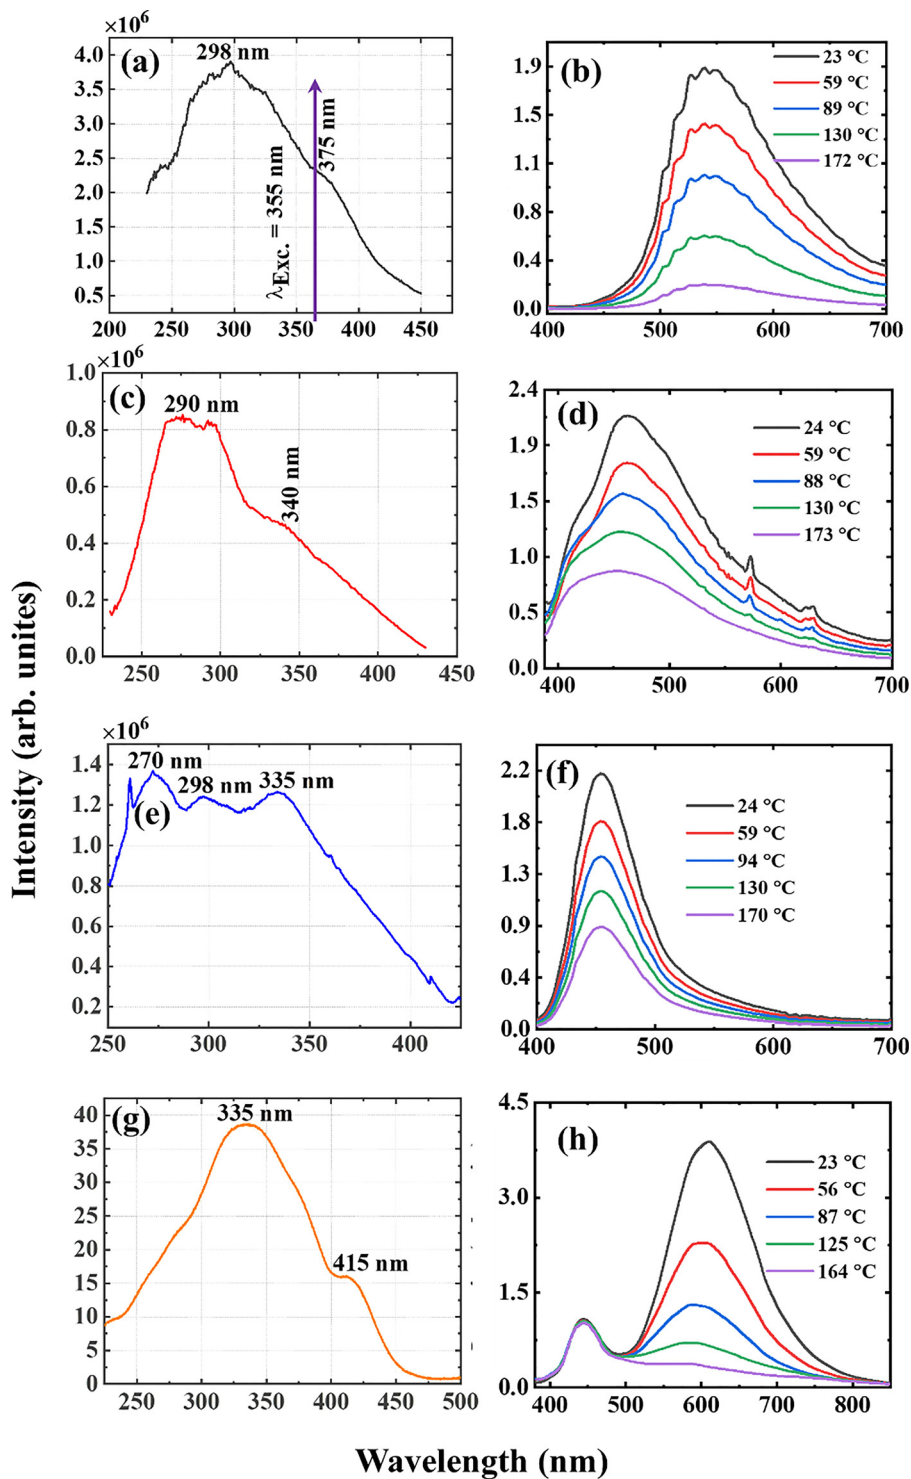 ×10⁶
(a)
298 nm
375 nm
λExc. = 355 nm
4.0
3.5
3.0
2.5
2.0
1.5
1.0
0.5
200 250 300 350 400 450
(b)
23 °C
59 °C
89 °C
130 °C
172 °C
1.9
1.5
1.1
0.8
0.4
0.0
400 500 600 700
×10⁶
(c)
290 nm
340 nm
1.0
0.8
0.6
0.4
0.2
0.0
250 300 350 400 450
(d)
24 °C
59 °C
88 °C
130 °C
173 °C
2.4
1.9
1.5
1.0
0.5
0.0
400 500 600 700
×10⁶
(e)
270 nm
298 nm
335 nm
1.4
1.2
1.0
0.8
0.6
0.4
0.2
250 300 350 400
(f)
24 °C
59 °C
94 °C
130 °C
170 °C
2.2
1.8
1.3
0.9
0.4
0.0
400 500 600 700
(g)
335 nm
415 nm
40
35
30
25
20
15
10
5
0
250 300 350 400 450 500
(h)
23 °C
56 °C
87 °C
125 °C
164 °C
4.5
3.0
1.5
0.0
400 500 600 700 800
Intensity (arb. unites)
Wavelength (nm)